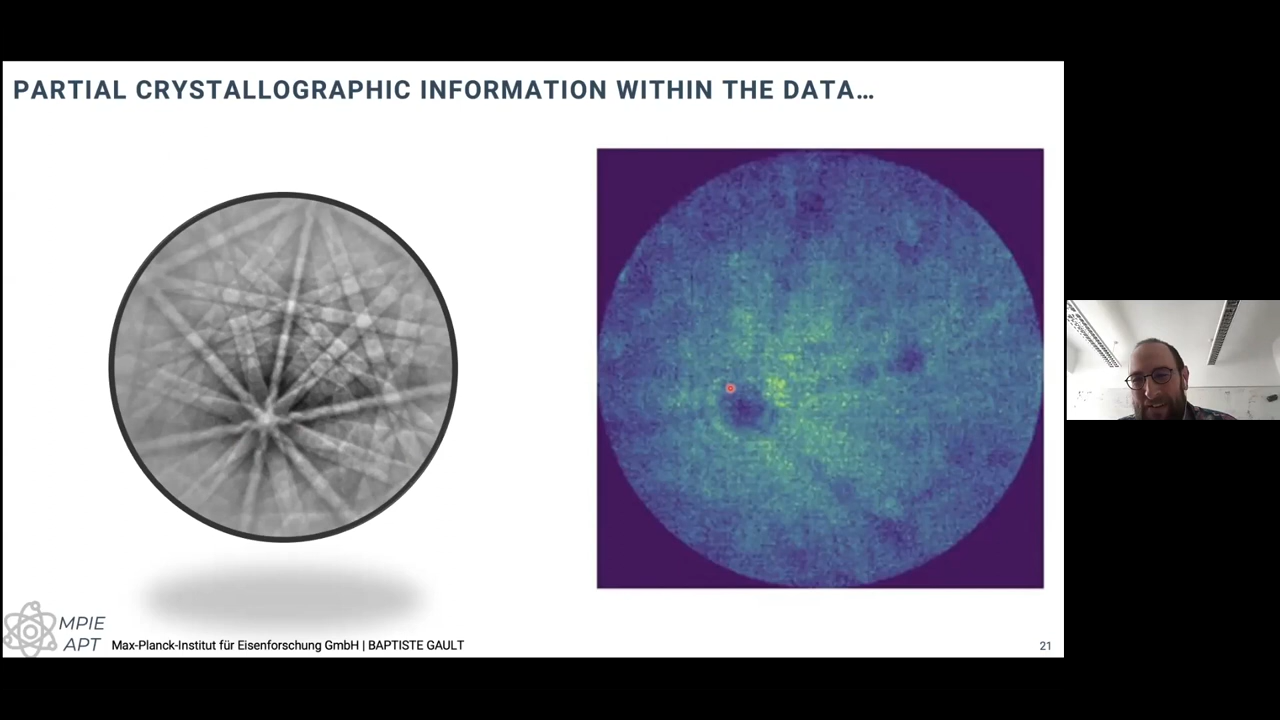 PARTIAL CRYSTALLOGRAPHIC INFORMATION WITHIN THE DATA…
MPIE
APT
Max-Planck-Institut für Eisenforschung GmbH | BAPTISTE GAULT
21